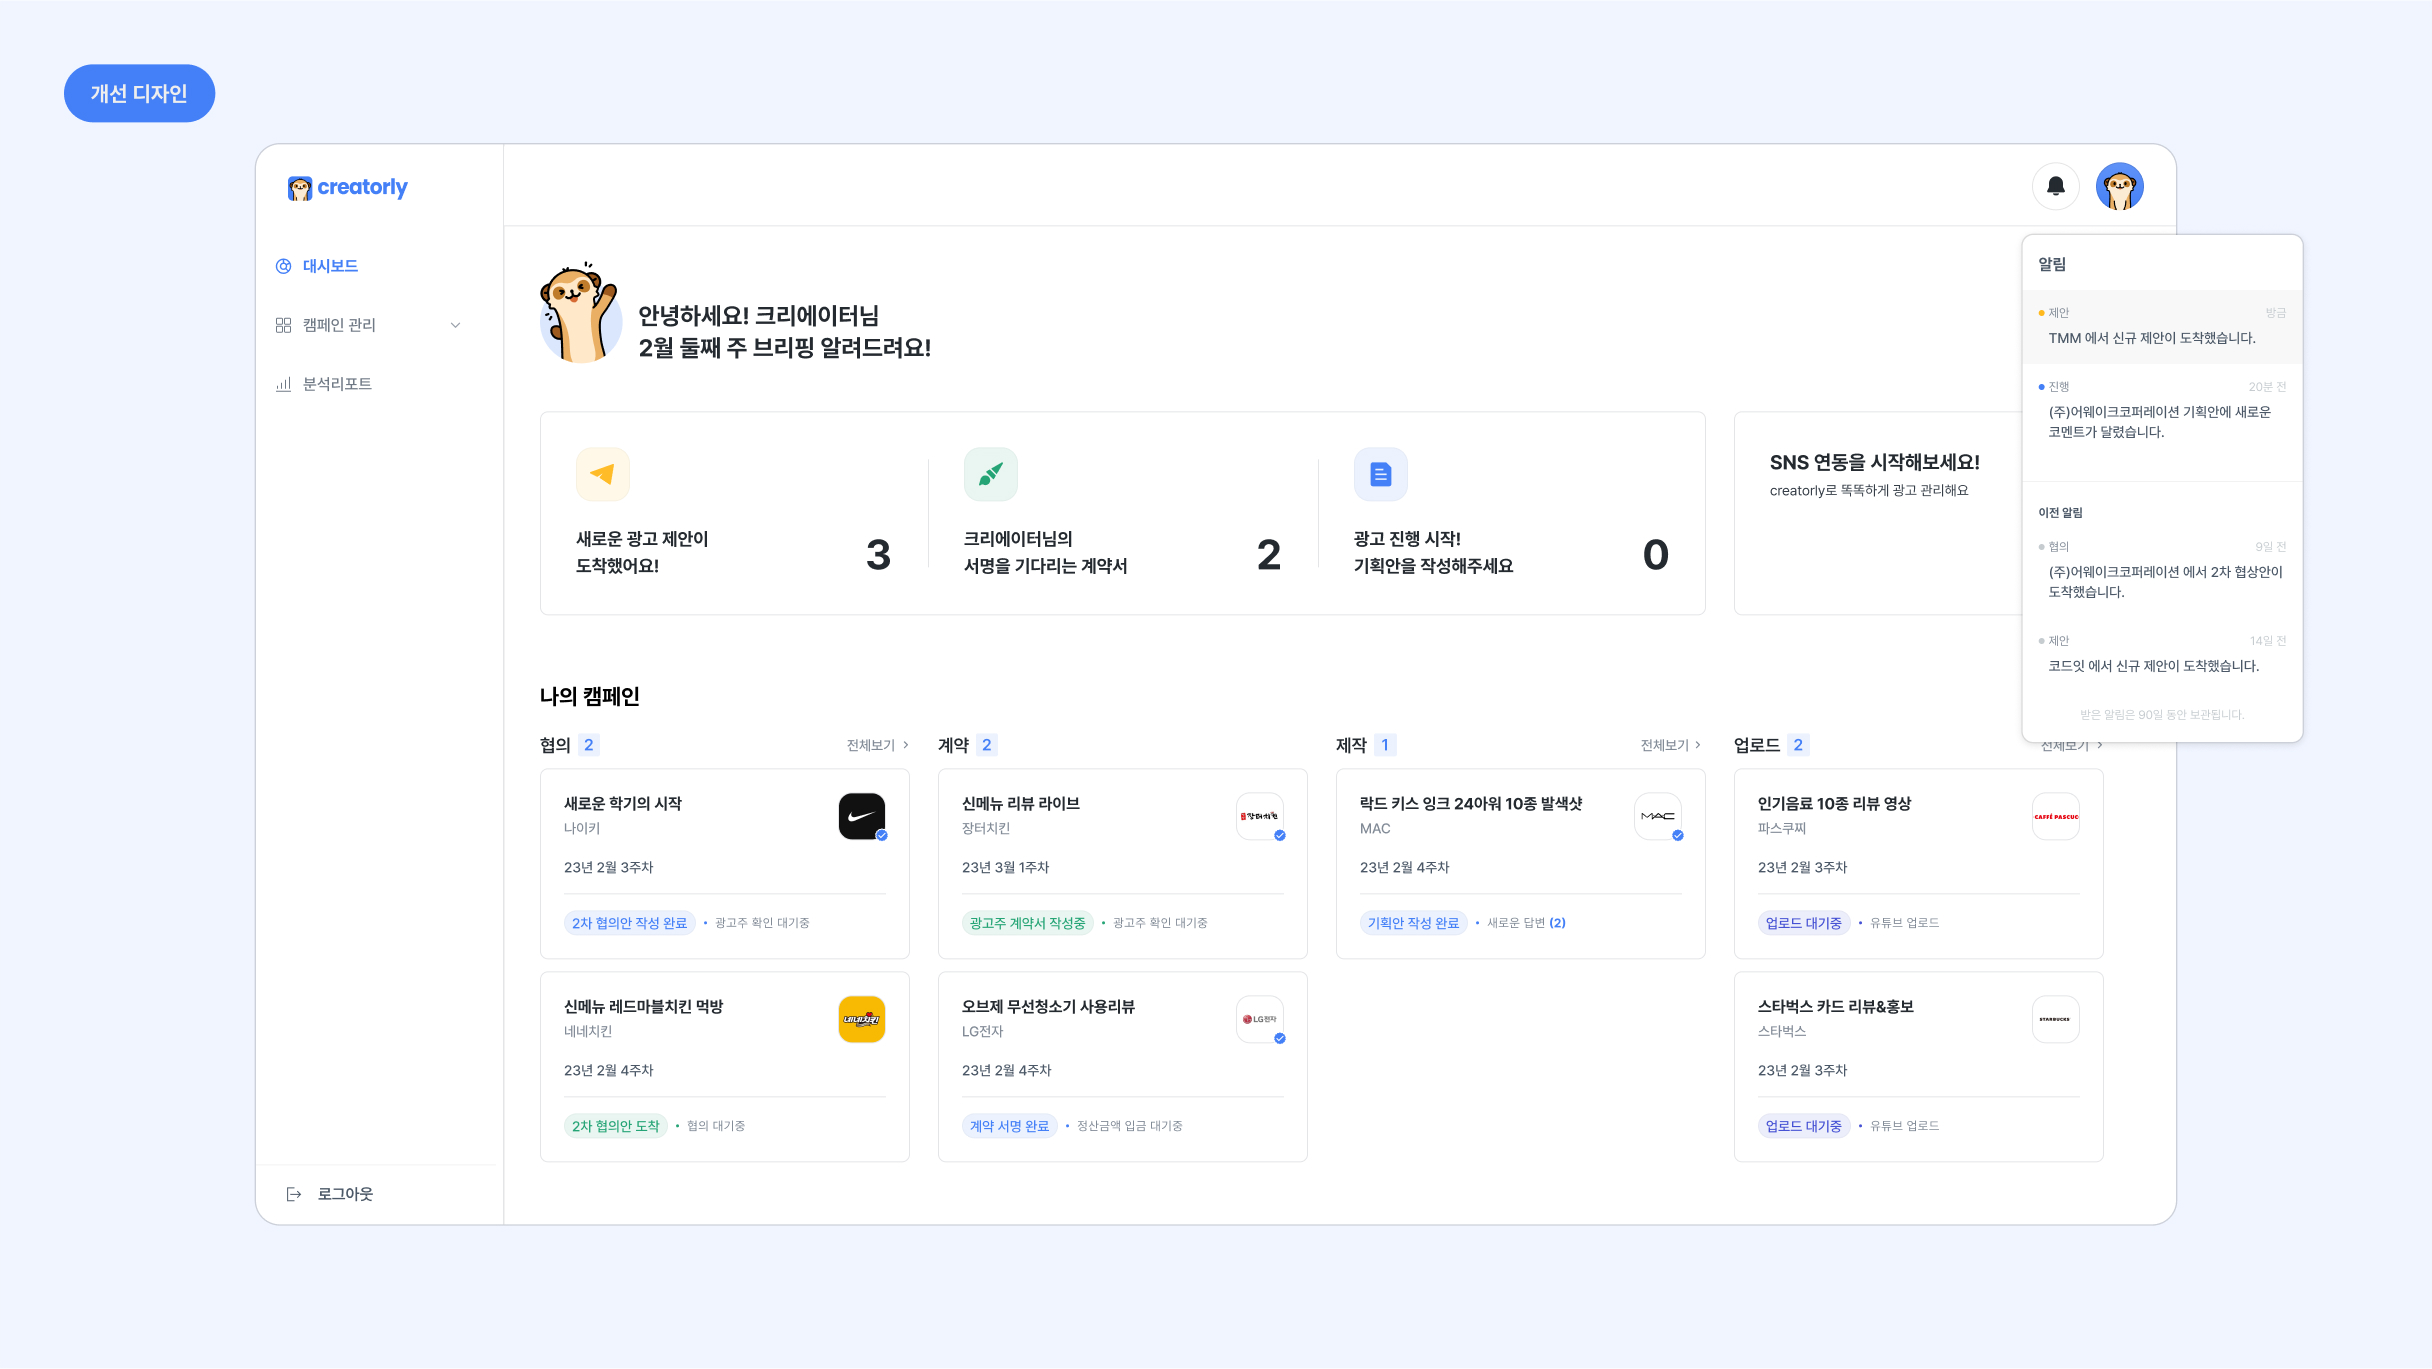 개선 디자인
creatorly
대시보드
캠페인 관리
분석리포트
로그아웃
안녕하세요! 크리에이터님
2월 둘째 주 브리핑 알려드려요!
새로운 광고 제안이
도착했어요!
3
크리에이터님의
서명을 기다리는 계약서
2
광고 진행 시작!
기획안을 작성해주세요
0
SNS 연동을 시작해보세요!
creatorly로 똑똑하게 광고 관리해요
알림
제안 방금
TMM 에서 신규 제안이 도착했습니다.
진행 20분 전
(주)어웨이크코퍼레이션 기획안에 새로운
코멘트가 달렸습니다.
이전 알림
협의 9일 전
(주)어웨이크코퍼레이션 에서 2차 협상안이
도착했습니다.
제안 14일 전
코드잇 에서 신규 제안이 도착했습니다.
받은 알림은 90일 동안 보관됩니다.
나의 캠페인
협의 2 전체보기
새로운 학기의 시작
나이키
23년 2월 3주차
2차 협의안 작성 완료 • 광고주 확인 대기중
신메뉴 레드마블치킨 먹방
네네치킨
네네치킨
23년 2월 4주차
2차 협의안 도착 • 협의 대기중
계약 2
신메뉴 리뷰 라이브
장터치킨
장터치킨
23년 3월 1주차
광고주 계약서 작성중 • 광고주 확인 대기중
오브제 무선청소기 사용리뷰
LG전자
LG전자
23년 2월 4주차
계약 서명 완료 • 정산금액 입금 대기중
제작 1 전체보기
락드 키스 잉크 24아워 10종 발색샷
MAC
MAC
23년 2월 4주차
기획안 작성 완료 • 새로운 답변 (2)
업로드 2 전체보기
인기음료 10종 리뷰 영상
CAFFÉ PASCUC
파스쿠찌
23년 2월 3주차
업로드 대기중 • 유튜브 업로드
스타벅스 카드 리뷰&홍보
STARBUCKS
스타벅스
23년 2월 3주차
업로드 대기중 • 유튜브 업로드